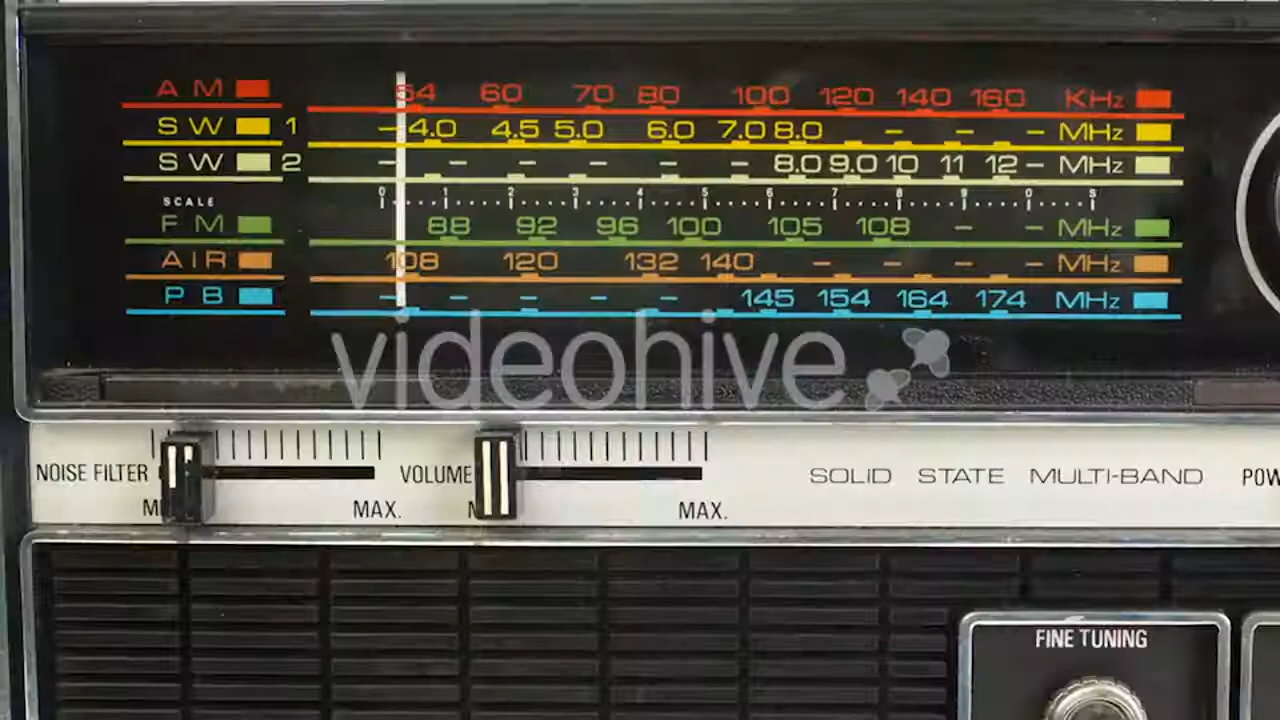 AM 54 60 70 80 100 120 140 160 KHz
SW 1 – 4.0 4.5 5.0 6.0 7.0 8.0 – – – MHz
SW 2 – – – – – – 8.0 9.0 10 11 12 – MHz
SCALE 0 1 2 3 4 5 6 7 8 9 0 S
FM 88 92 96 100 105 108 – – MHz
AIR 108 120 132 140 – – – – MHz
PB – – – – – 145 154 164 174 MHz
videohive
NOISE FILTER VOLUME SOLID STATE MULTI-BAND
MAX. MAX.
FINE TUNING